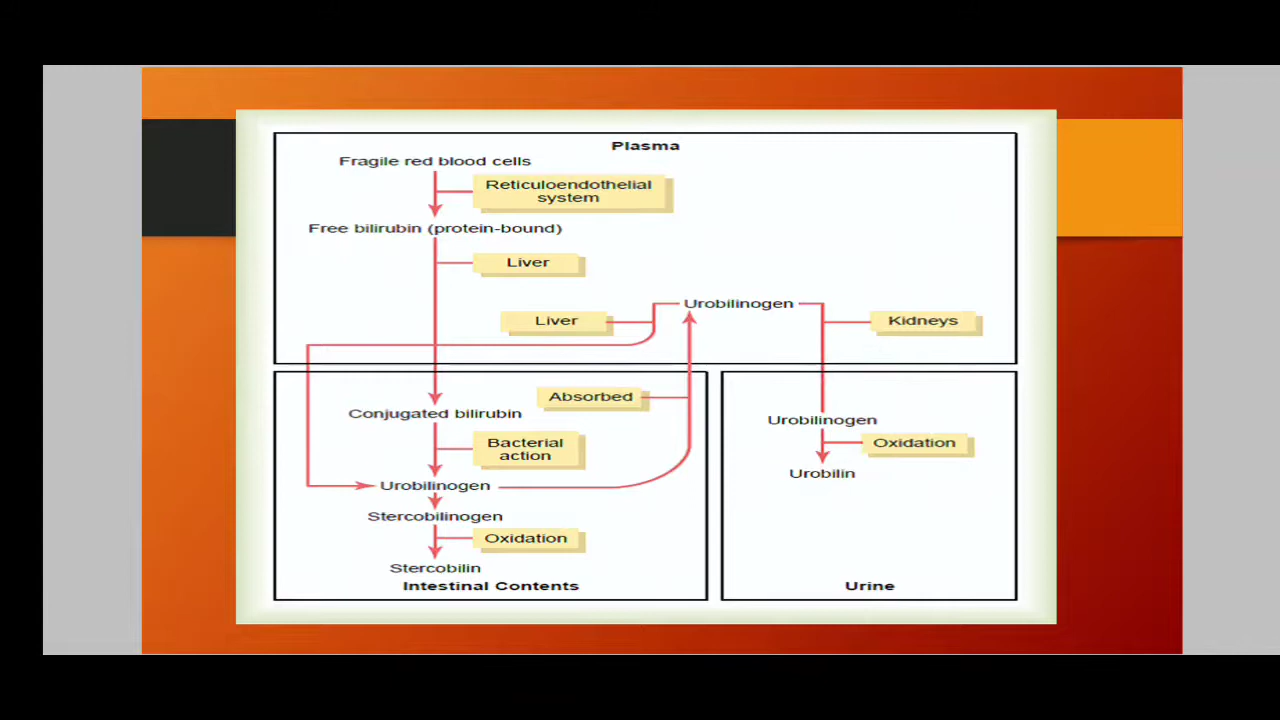 Plasma
Fragile red blood cells
Reticuloendothelial
system
Free bilirubin (protein-bound)
Liver
Urobilinogen
Liver
Kidneys
Absorbed
Conjugated bilirubin
Urobilinogen
Bacterial
action
Oxidation
Urobilin
Urobilinogen
Stercobilinogen
Oxidation
Stercobilin
Intestinal Contents
Urine